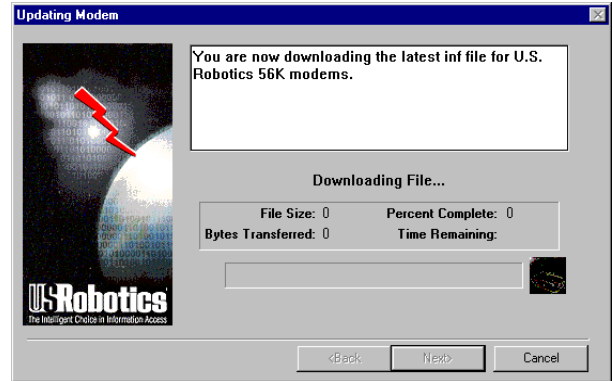 Updating Modem
You are now downloading the latest inf file for U.S.
Robotics 56K modems.
Downloading File...
File Size: 0 Percent Complete: 0
Bytes Transferred: 0 Time Remaining:
USRobotics
The Intelligent Choice in Information Access
<Back Next> Cancel